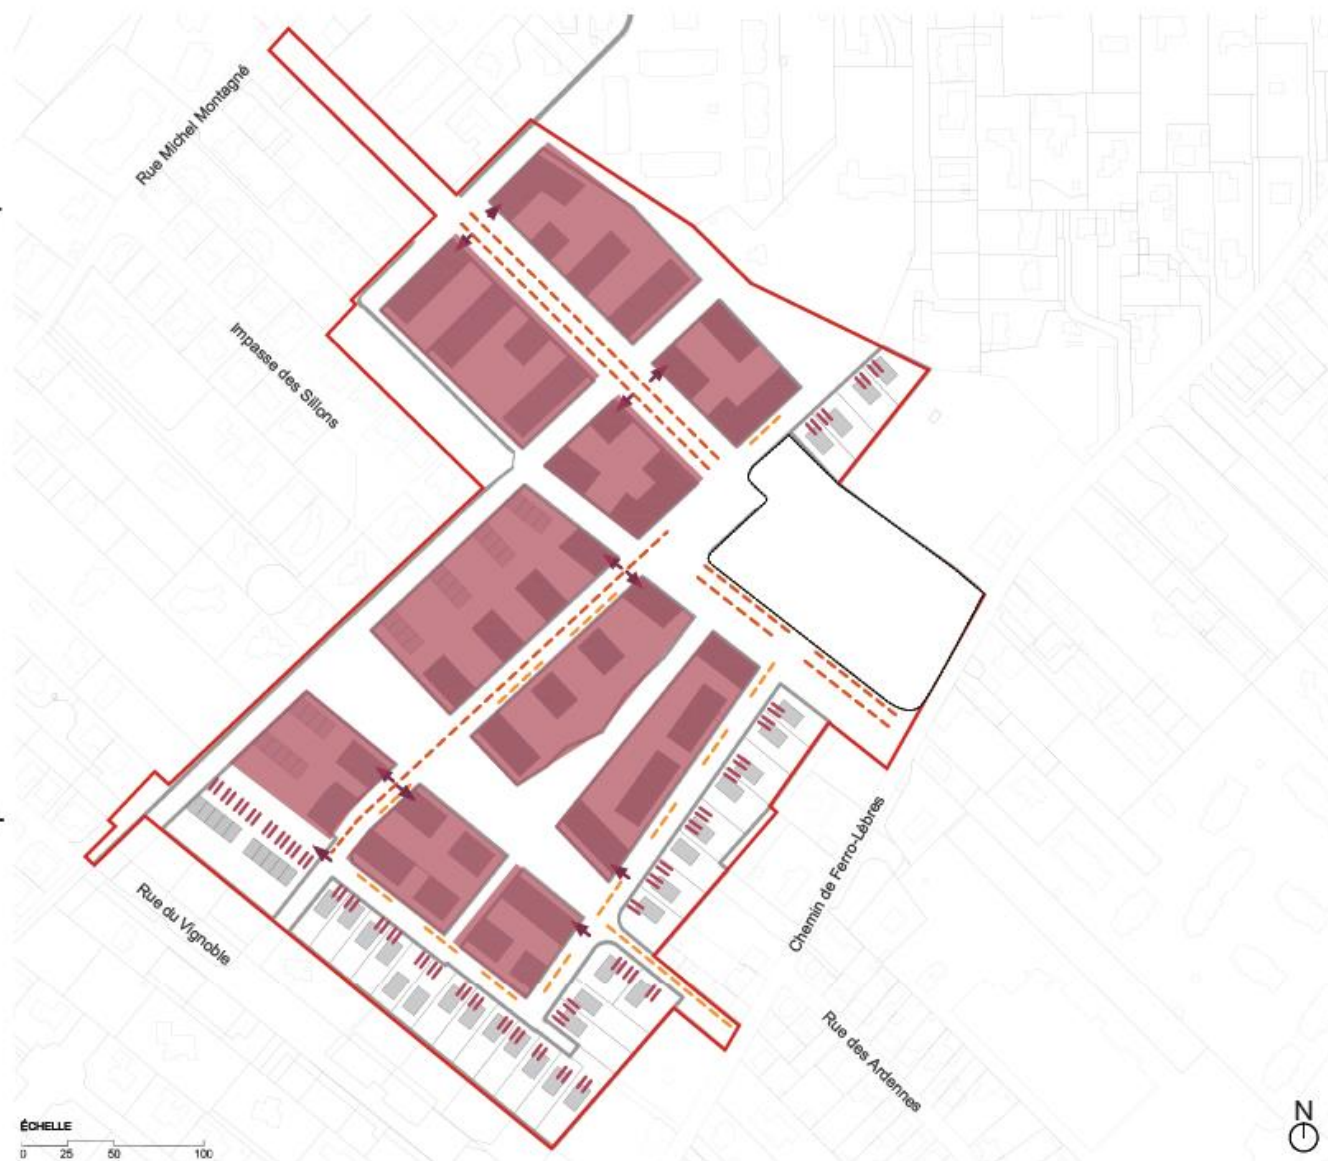 Rue Michel Montagné
Impasse des Sillons
Rue du Vignoble
Chemin de Ferro-Lèbres
Rue des Ardennes
ÉCHELLE
0 25 50 100
N